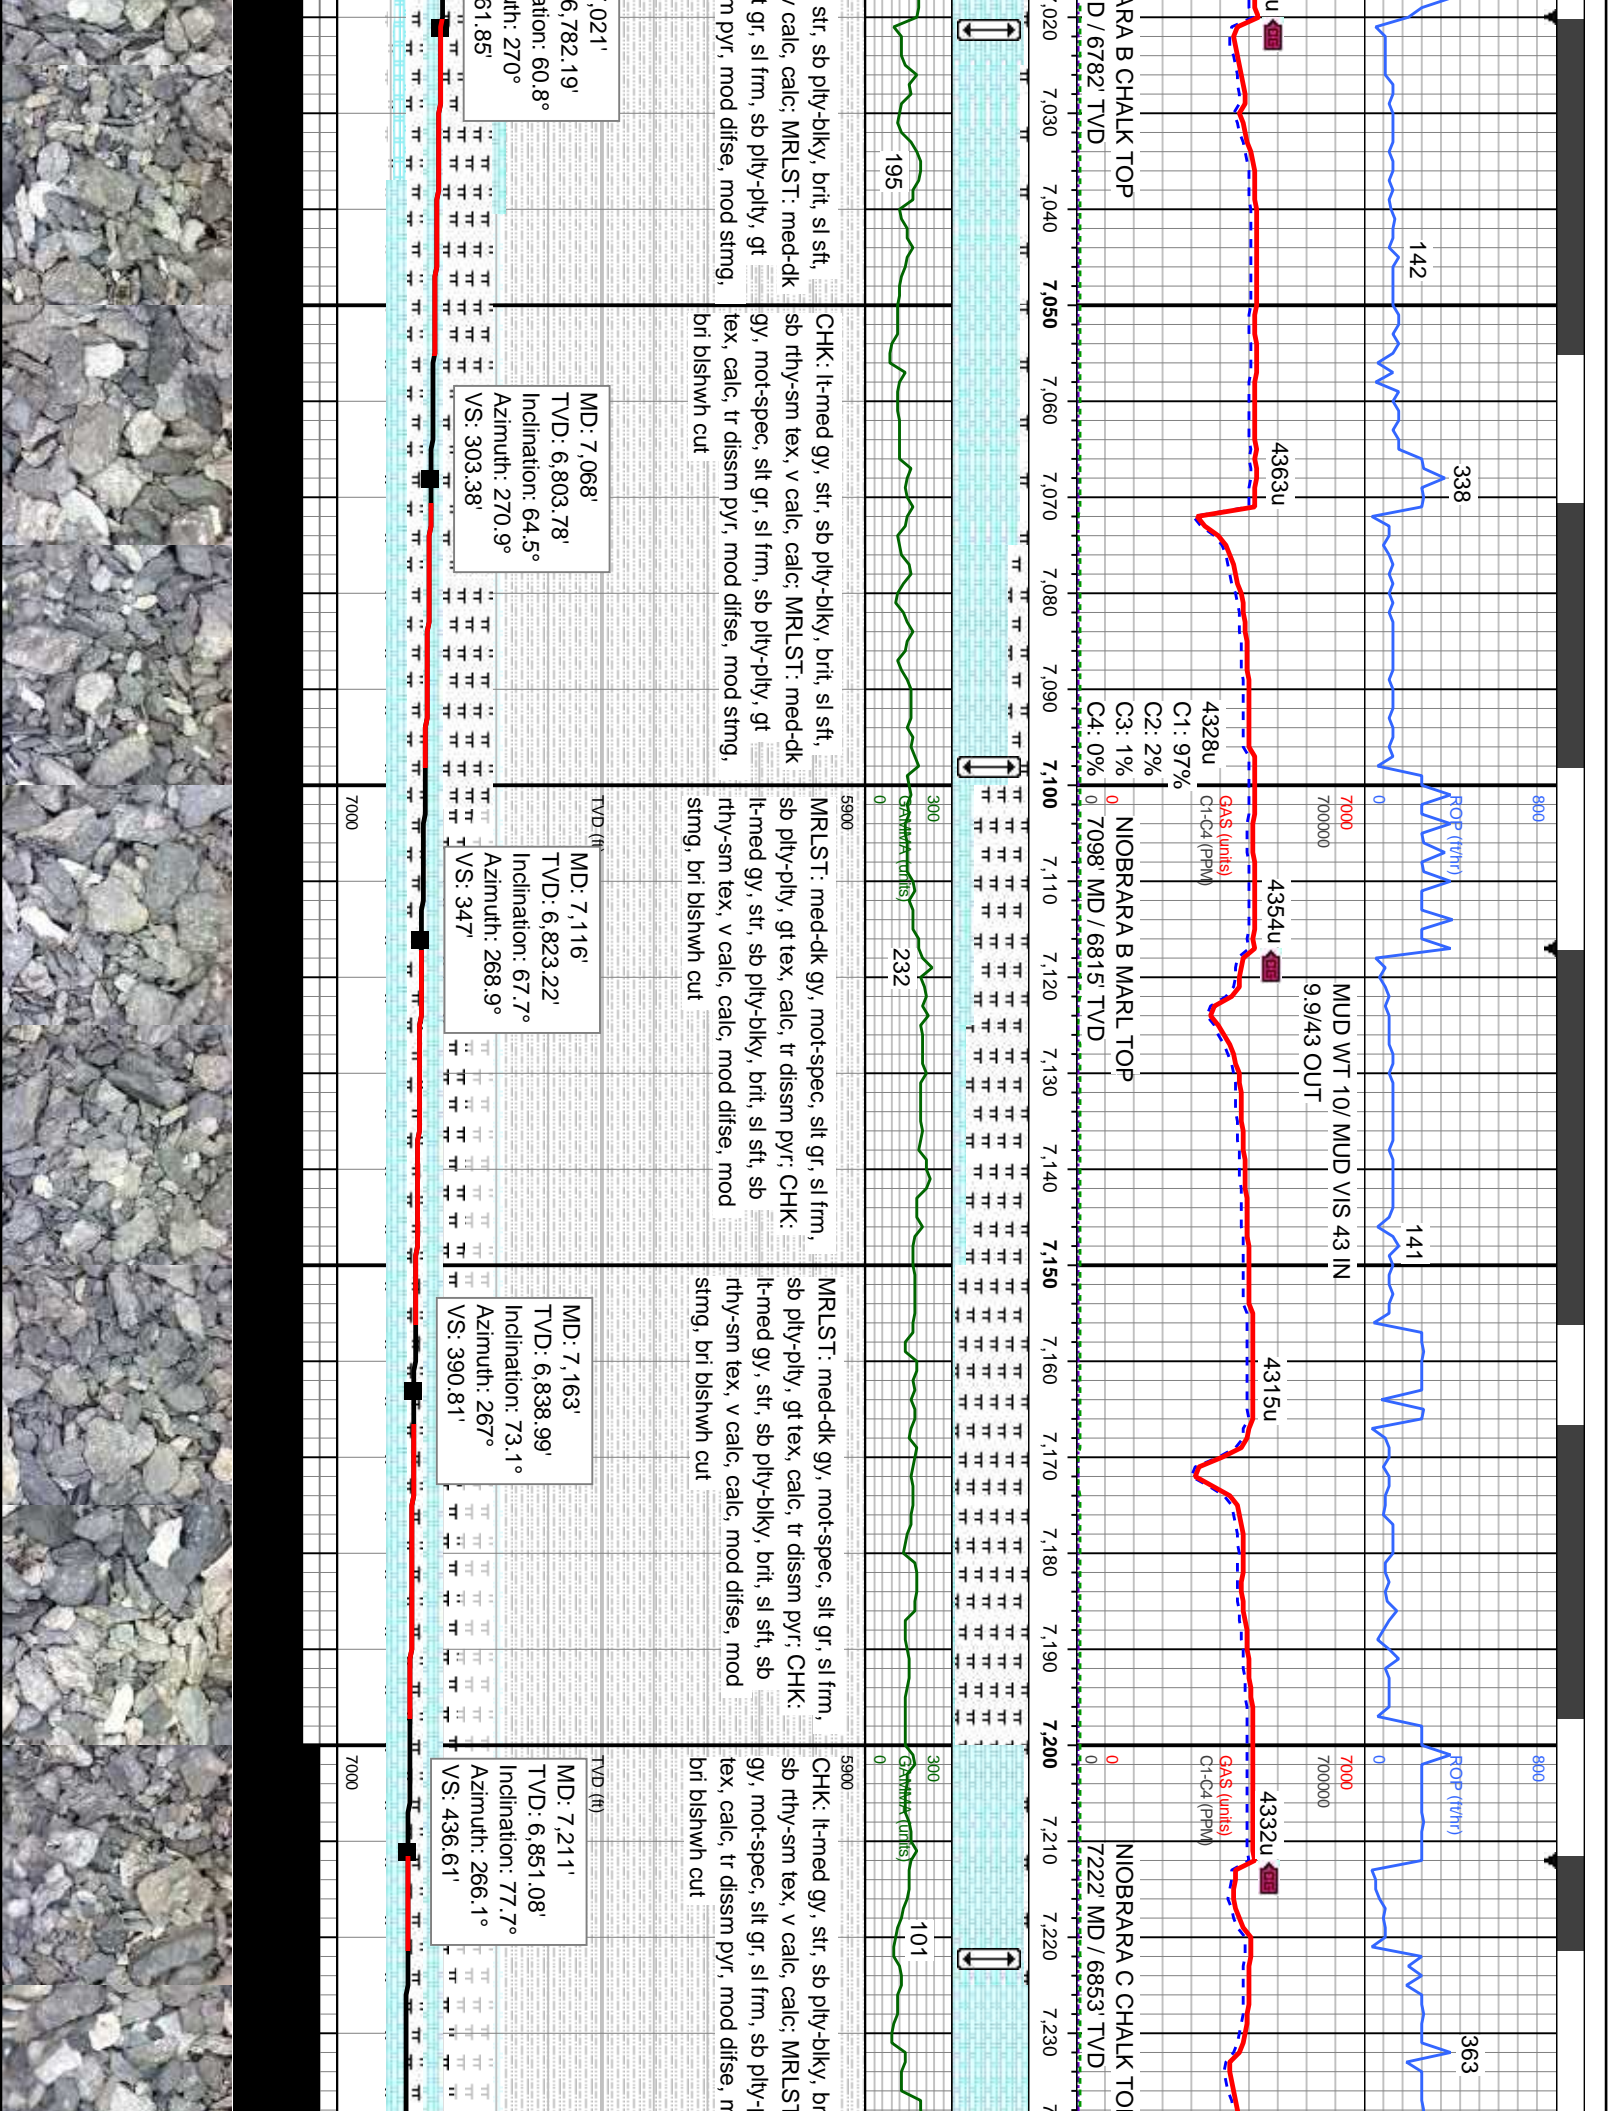 142
338
141
363
ROP (ft/hr)
0
800
ROP (ft/hr)
0
800
u
4363u
4328u
C1: 97%
C2: 2%
C3: 1%
C4: 0%
4354u
MUD WT 10/ MUD VIS 43 IN
9.9/43 OUT
4315u
4332u
7000
700000
GAS (units)
C1-C4 (PPM)
0
0
7000
700000
GAS (units)
C1-C4 (PPM)
0
0
ARA B CHALK TOP
D / 6782' TVD
NIOBRARA B MARL TOP
7098' MD / 6815' TVD
NIOBRARA C CHALK TO
7222' MD / 6853' TVD
7,020
7,030
7,040
7,050
7,060
7,070
7,080
7,090
7,100
7,110
7,120
7,130
7,140
7,150
7,160
7,170
7,180
7,190
7,200
7,210
7,220
7,230
195
232
101
300
GAMMA (units)
0
300
GAMMA (units)
0
str, sb plty-blky, brit, sl sft,
v calc, calc; MRLST: med-dk
t gr, sl frm, sb plty-plty, gt
m pyr, mod difse, mod stmg,
CHK: lt-med gy, str, sb plty-blky, brit, sl sft,
sb rthy-sm tex, v calc, calc; MRLST: med-dk
gy, mot-spec, slt gr, sl frm, sb plty-plty, gt
tex, calc, tr dissm pyr, mod difse, mod stmg,
bri blshwh cut
MRLST: med-dk gy, mot-spec, slt gr, sl frm,
sb plty-plty, gt tex, calc, tr dissm pyr; CHK:
lt-med gy, str, sb plty-blky, brit, sl sft, sb
rthy-sm tex, v calc, calc, mod difse, mod
stmg, bri blshwh cut
MRLST: med-dk gy, mot-spec, slt gr, sl frm,
sb plty-plty, gt tex, calc, tr dissm pyr; CHK:
lt-med gy, str, sb plty-blky, brit, sl sft, sb
rthy-sm tex, v calc, calc, mod difse, mod
stmg, bri blshwh cut
CHK: lt-med gy, str, sb plty-blky, br
sb rthy-sm tex, v calc, calc; MRLST
gy, mot-spec, slt gr, sl frm, sb plty-
tex, calc, tr dissm pyr, mod difse, m
bri blshwh cut
5900
TVD (ft)
7000
5900
TVD (ft)
7000
,021'
6,782.19'
ation: 60.8°
uth: 270°
61.85'
MD: 7,068'
TVD: 6,803.78'
Inclination: 64.5°
Azimuth: 270.9°
VS: 303.38'
MD: 7,116'
TVD: 6,823.22'
Inclination: 67.7°
Azimuth: 268.9°
VS: 347'
MD: 7,163'
TVD: 6,838.99'
Inclination: 73.1°
Azimuth: 267°
VS: 390.81'
MD: 7,211'
TVD: 6,851.08'
Inclination: 77.7°
Azimuth: 266.1°
VS: 436.61'